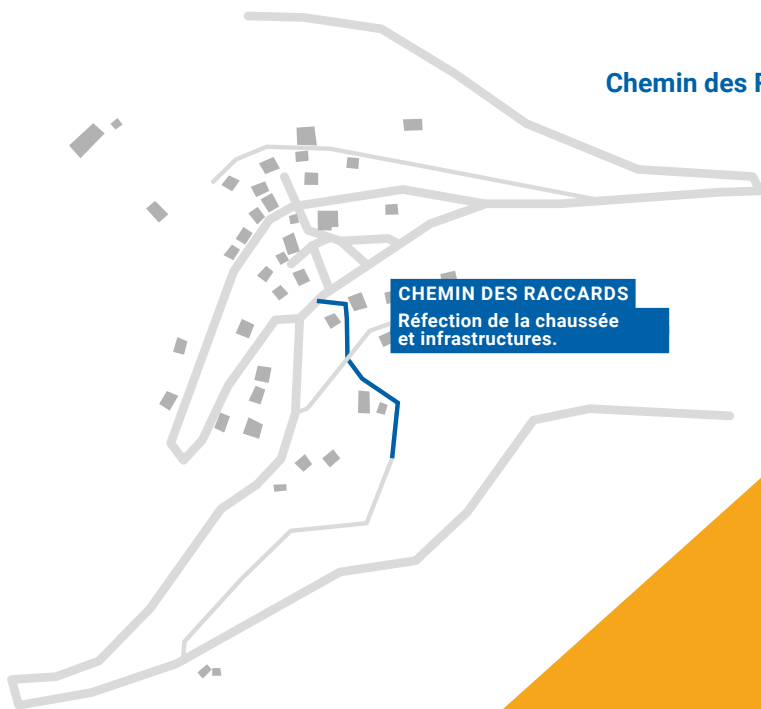 Chemin des
CHEMIN DES RACCARDS
Réfection de la chaussée
et infrastructures.